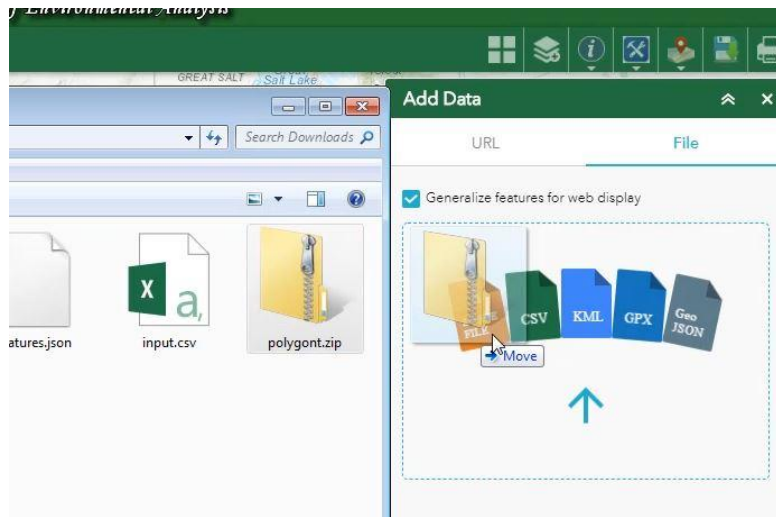 f Environmental Analysis
GREAT SALT
Salt Lake
Search Downloads
atures.json
input.csv
polygont.zip
Add Data
URL
File
Generalize features for web display
FILE
CSV
KML
GPX
Geo
JSON
Move